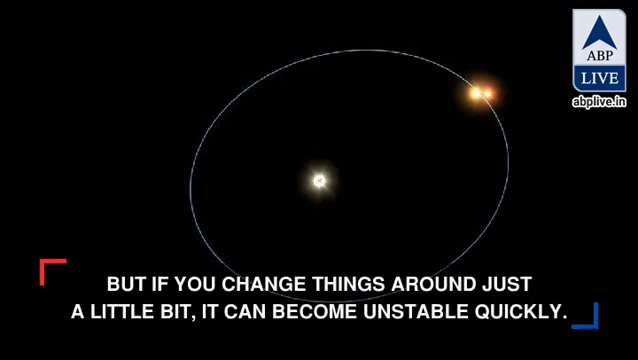 ABP
LIVE
abplive.in
BUT IF YOU CHANGE THINGS AROUND JUST
A LITTLE BIT, IT CAN BECOME UNSTABLE QUICKLY.